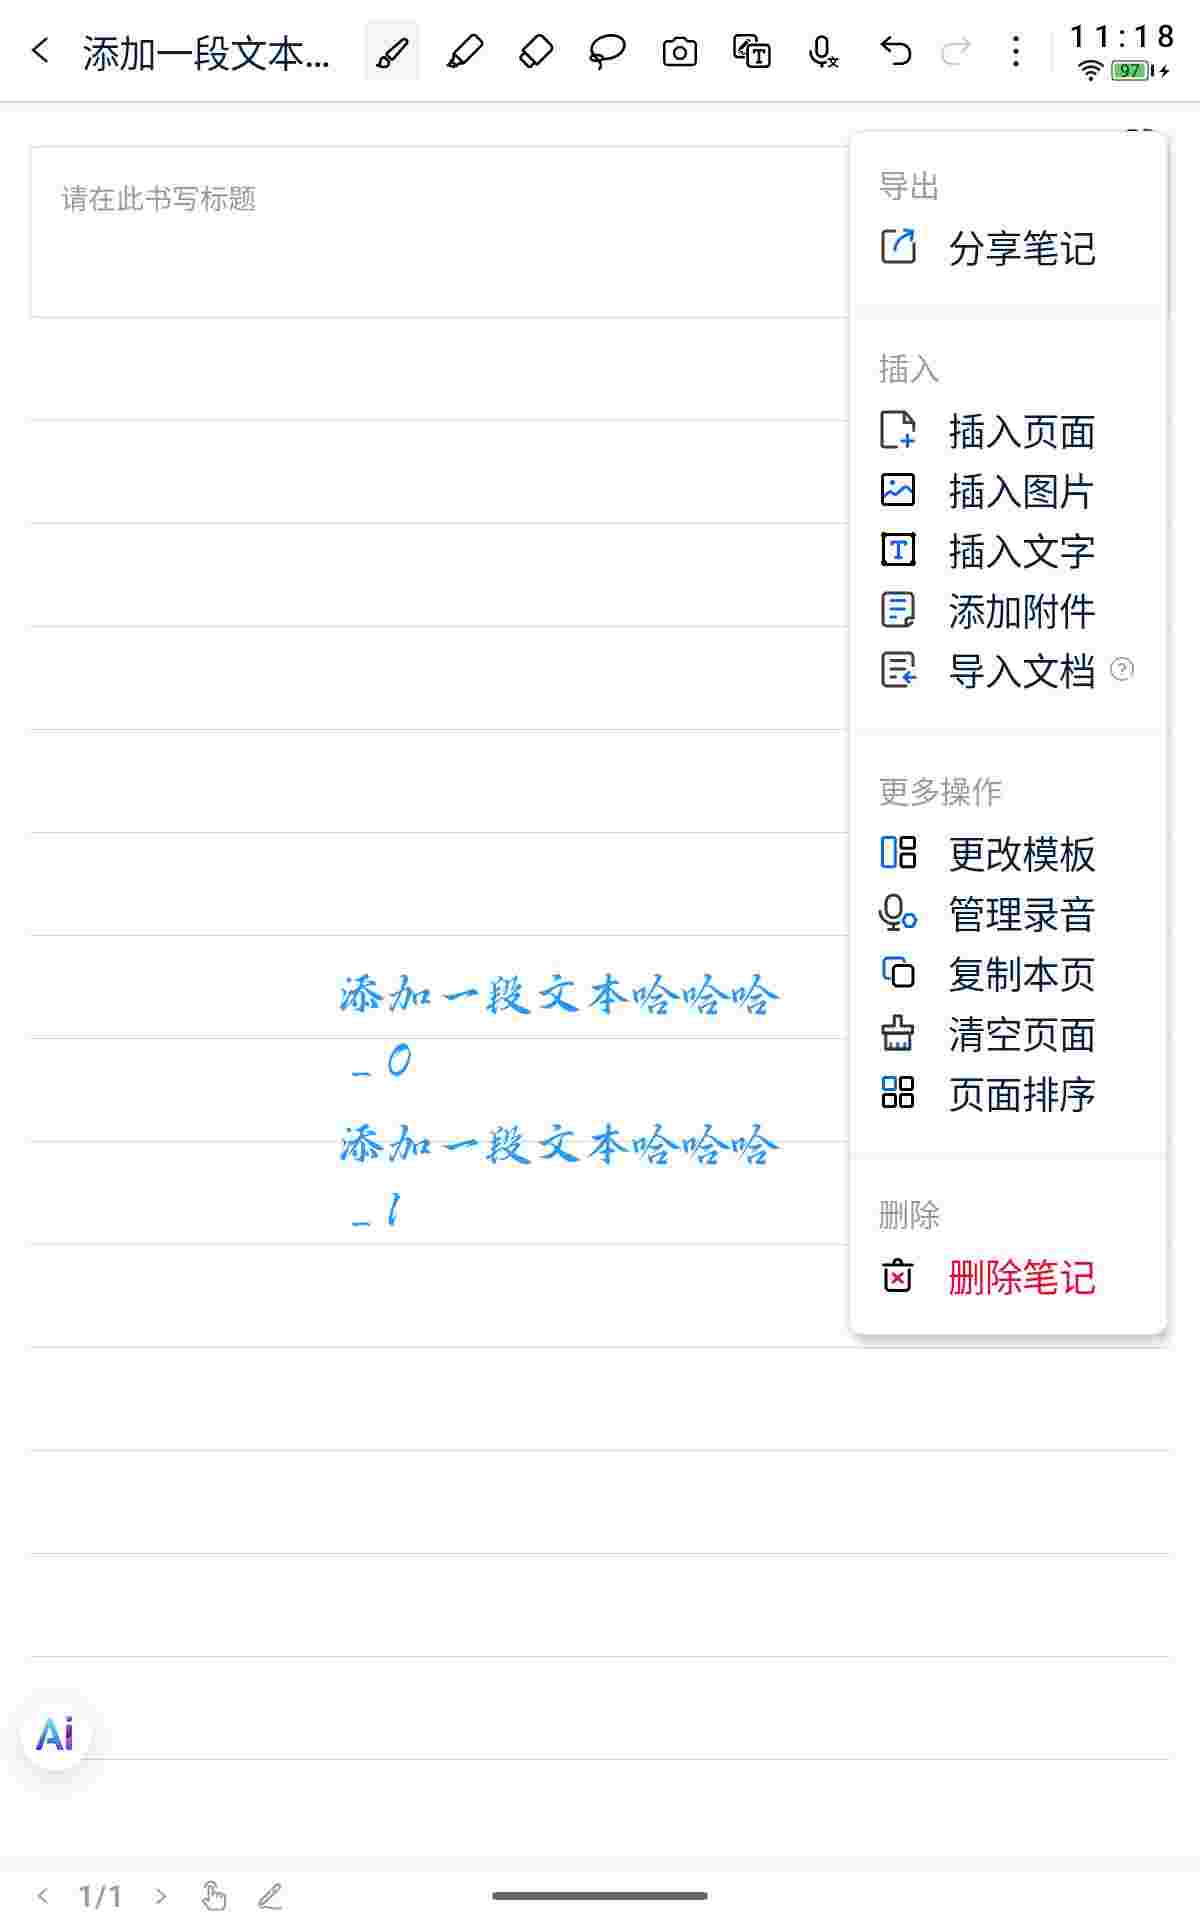 添加一段文本...
11:18
97
请在此书写标题
导出
分享笔记
插入
插入页面
插入图片
插入文字
添加附件
导入文档
更多操作
更改模板
管理录音
复制本页
清空页面
页面排序
删除
删除笔记
添加一段文本哈哈哈
_0
添加一段文本哈哈哈
_1
Ai
1/1